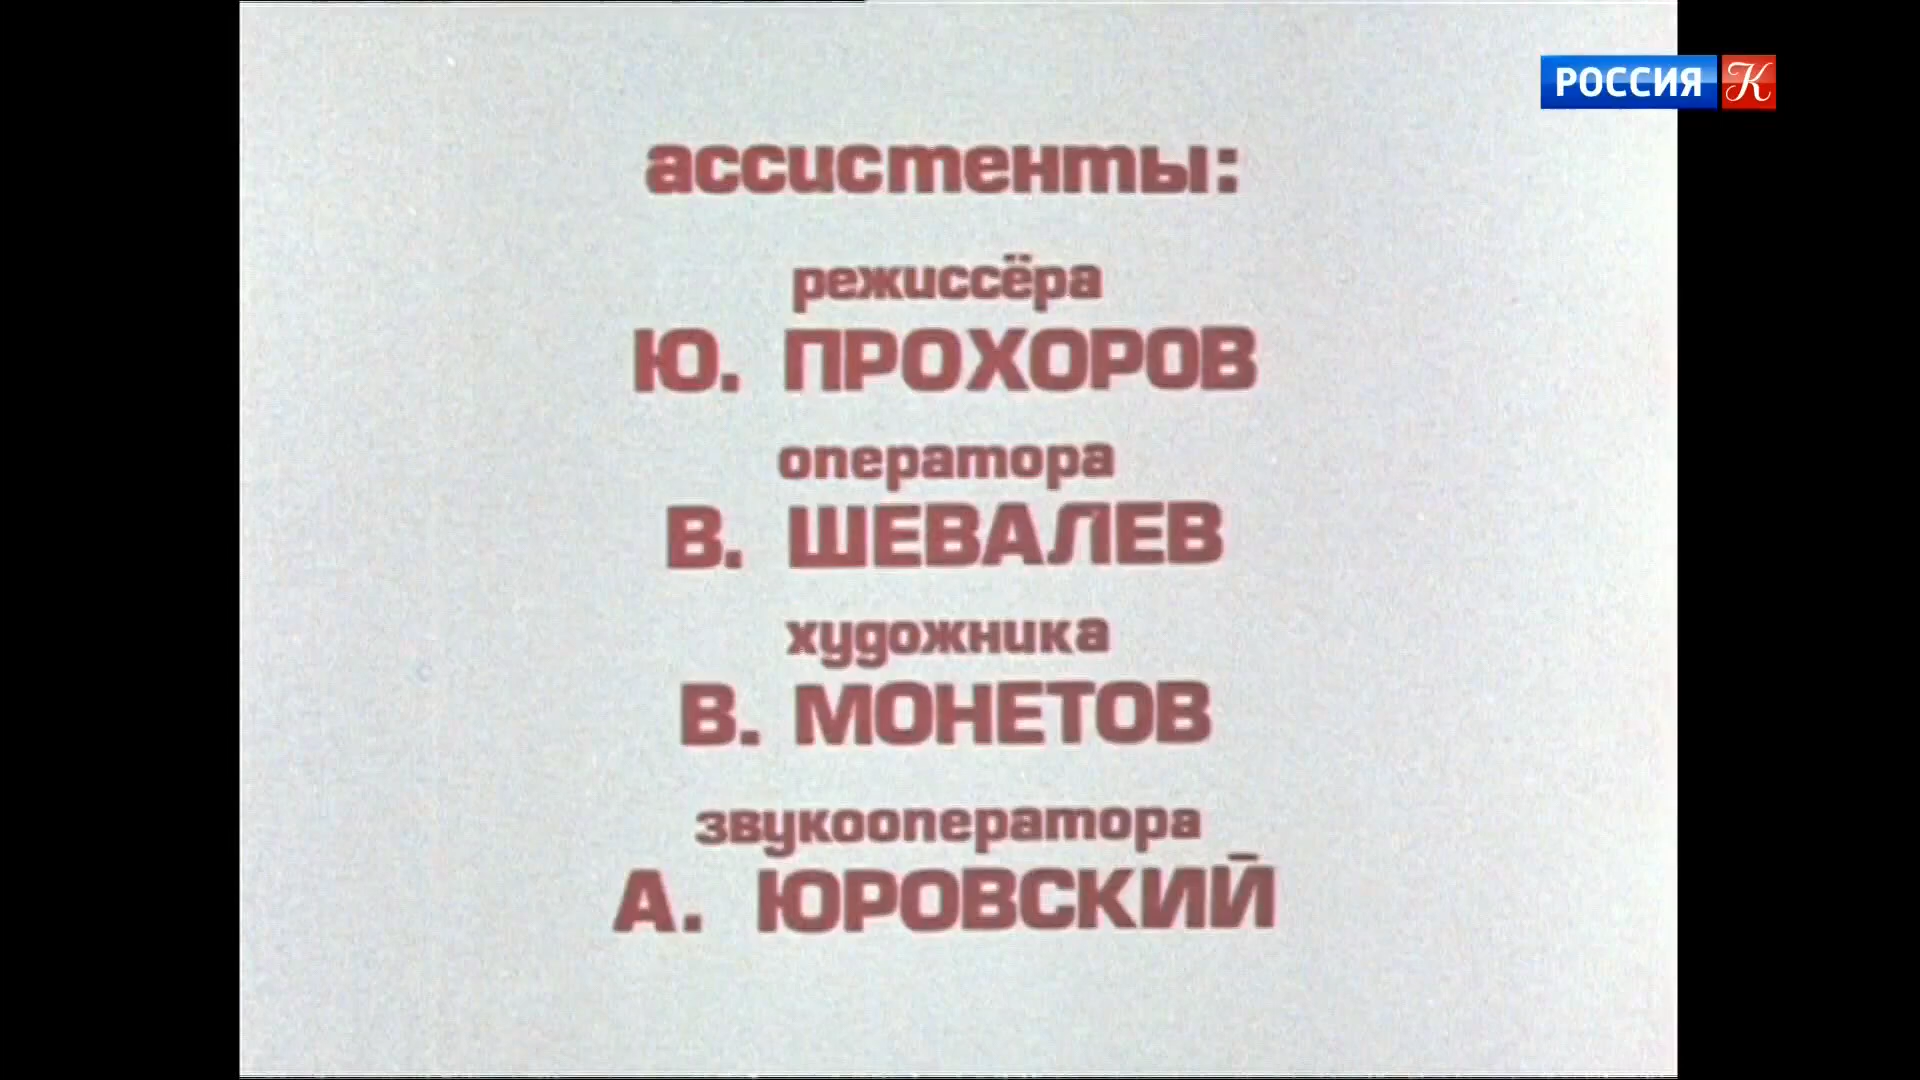 РОССИЯ К
ассистенты:
режиссёра
Ю. ПРОХОРОВ
оператора
В. ШЕВАЛЕВ
художника
В. МОНЕТОВ
звукооператора
А. ЮРОВСКИЙ